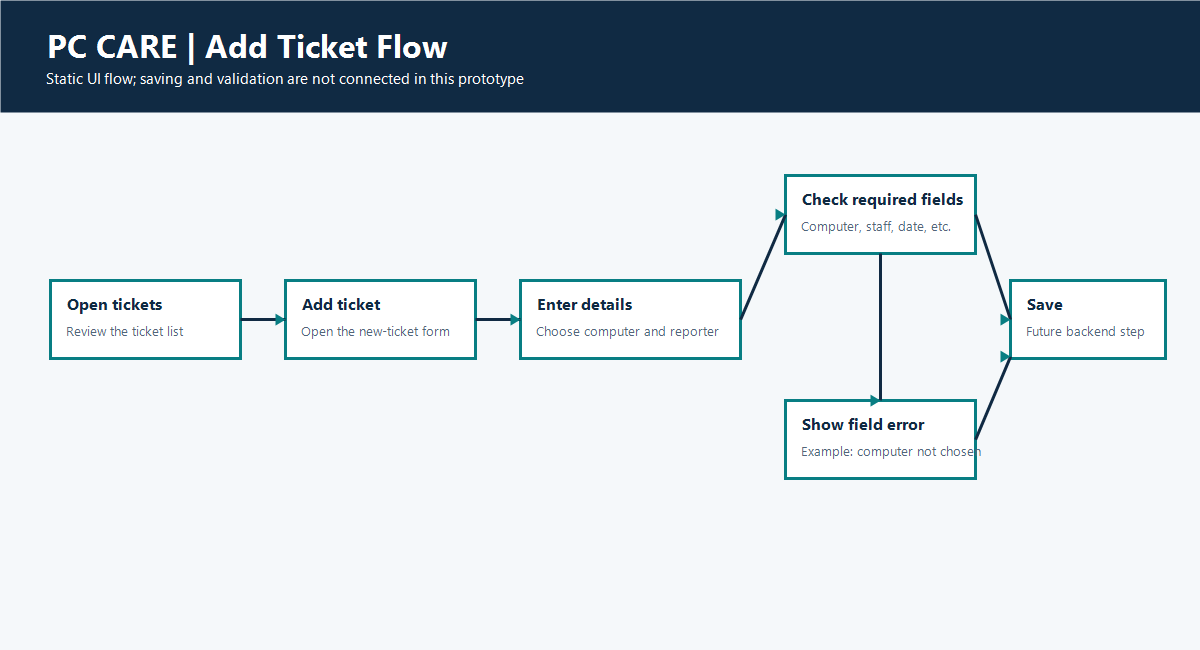 PC CARE | Add Ticket Flow
Static UI flow; saving and validation are not connected in this prototype
Open tickets
Review the ticket list
Add ticket
Open the new-ticket form
Enter details
Choose computer and reporter
Check required fields
Computer, staff, date, etc.
Show field error
Example: computer not chosen
Save
Future backend step